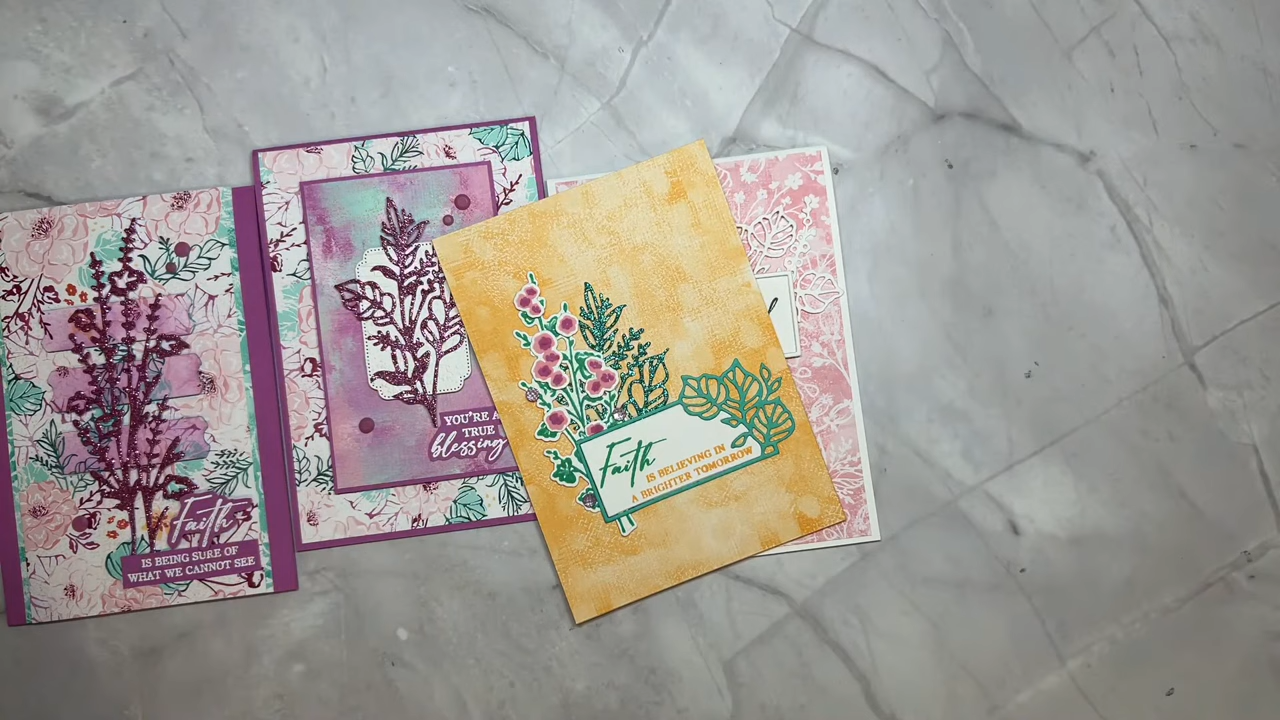 Faith
IS BEING SURE OF
WHAT WE CANNOT SEE
YOU'RE A
TRUE
blessing
Faith
IS BELIEVING IN
A BRIGHTER TOMORROW